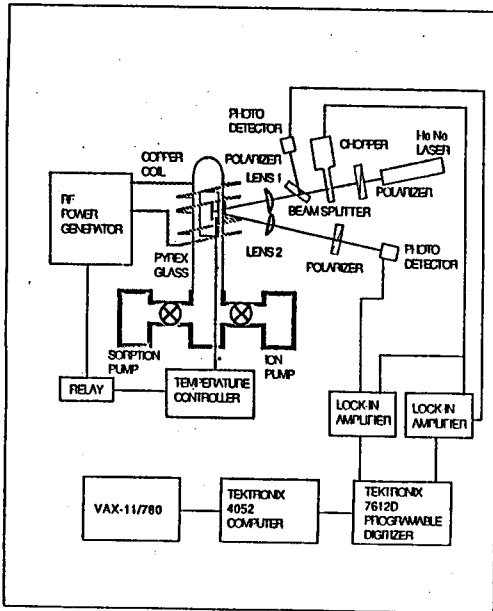 PHOTO
DETECTOR
COPPER
COIL
POLARIZER
CHOPPER
He Ne
LASER
LENS 1
POLARIZER
RF
POWER
GENERATOR
BEAM SPLITTER
PYREX
GLASS
LENS 2
POLARIZER
PHOTO
DETECTOR
SORPTION
PUMP
ION
PUMP
RELAY
TEMPERATURE
CONTROLLER
LOCK-IN
AMPLIFIER
LOCK-IN
AMPLIFIER
VAX-11/780
TEKTRONIX
4052
COMPUTER
TEKTRONIX
7612D
PROGRAMABLE
DIGITIZER